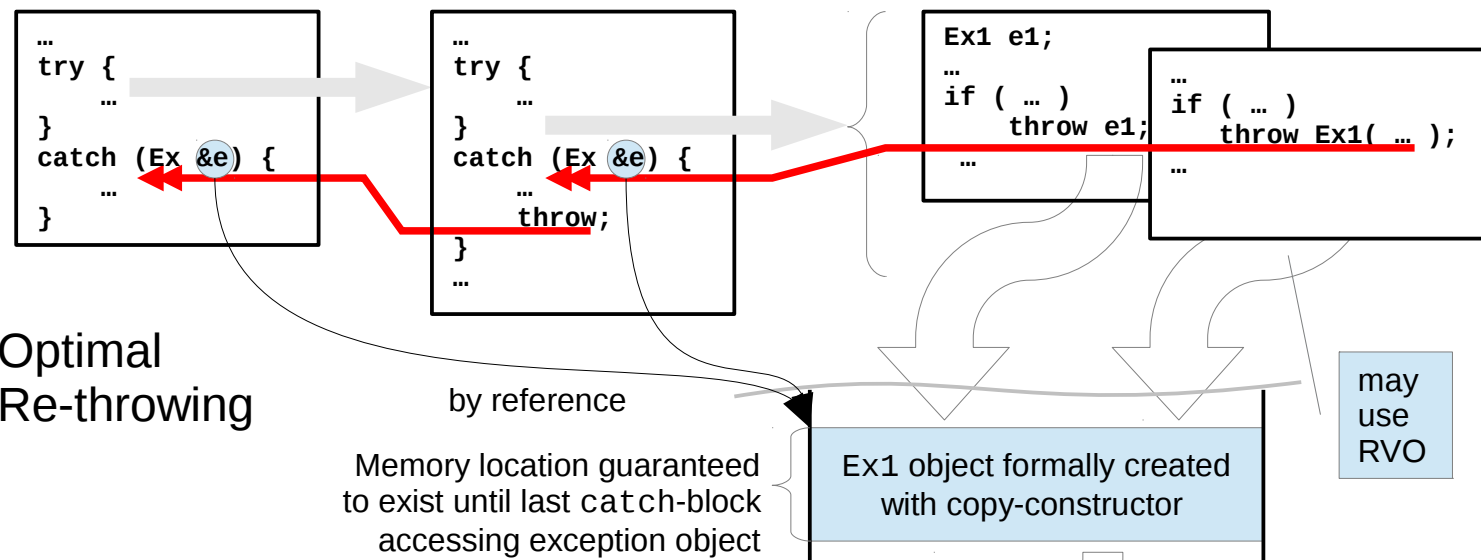 …
try {
    …
}
catch (Ex &e) {
    …
}
…
try {
    …
}
catch (Ex &e) {
    …
    throw;
}
…
Ex1 e1;
…
if ( … )
    throw e1;
…
…
if ( … )
    throw Ex1( … );
…
Optimal
Re-throwing
by reference
Memory location guaranteed
to exist until last catch-block
accessing exception object
Ex1 object formally created
with copy-constructor
may
use
RVO